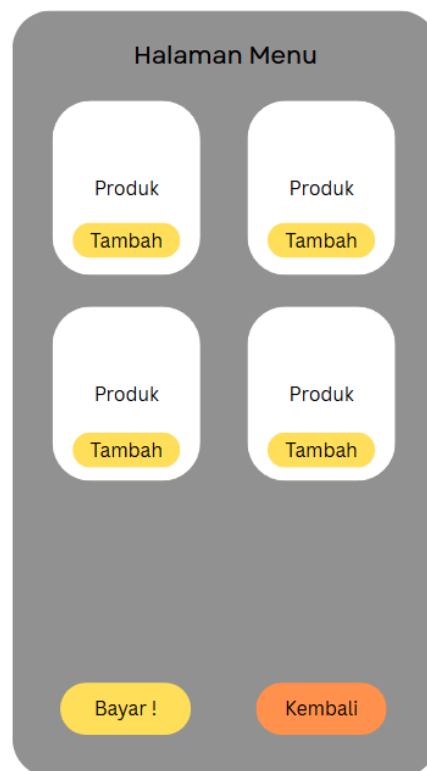 Halaman Menu
Produk
Tambah
Produk
Tambah
Produk
Tambah
Produk
Tambah
Bayar !
Kembali